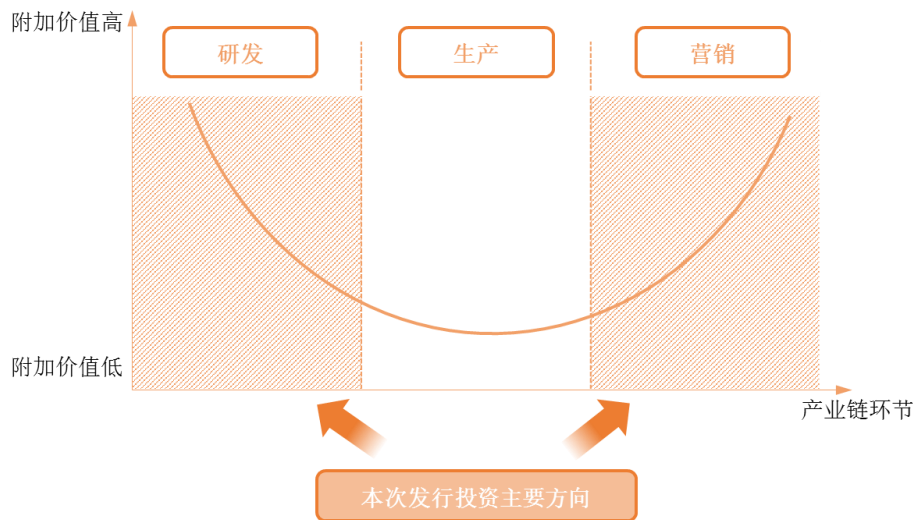 附加价值高
研发
生产
营销
附加价值低
产业链环节
本次发行投资主要方向